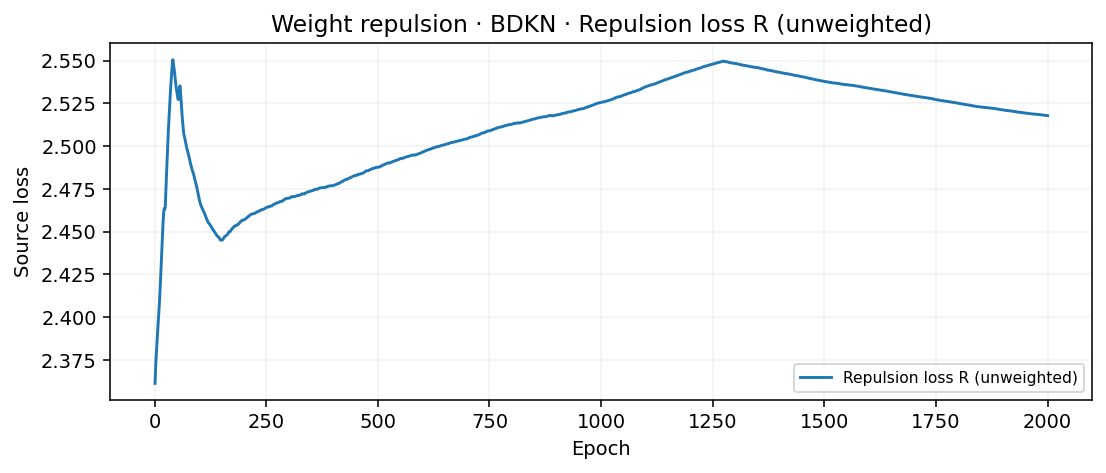 Weight repulsion · BDKN · Repulsion loss R (unweighted)
Source loss
2.550
2.525
2.500
2.475
2.450
2.425
2.400
2.375
Repulsion loss R (unweighted)
0 250 500 750 1000 1250 1500 1750 2000
Epoch